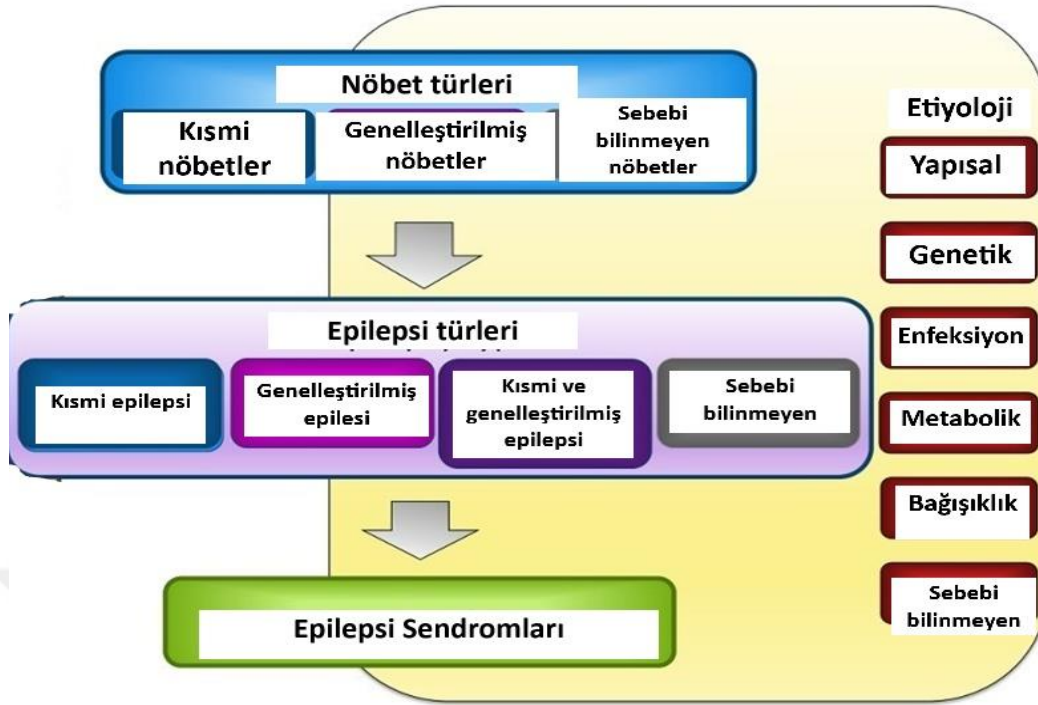 Nöbet türleri
Kısmi
nöbetler
Genelleştirilmiş
nöbetler
Sebebi
bilinmeyen
nöbetler
Epilepsi türleri
Kısmi epilepsi
Genelleştirilmiş
epilesi
Kısmi ve
genelleştirilmiş
epilepsi
Sebebi
bilinmeyen
Epilepsi Sendromları
Etiyoloji
Yapısal
Genetik
Enfeksiyon
Metabolik
Bağışıklık
Sebebi
bilinmeyen